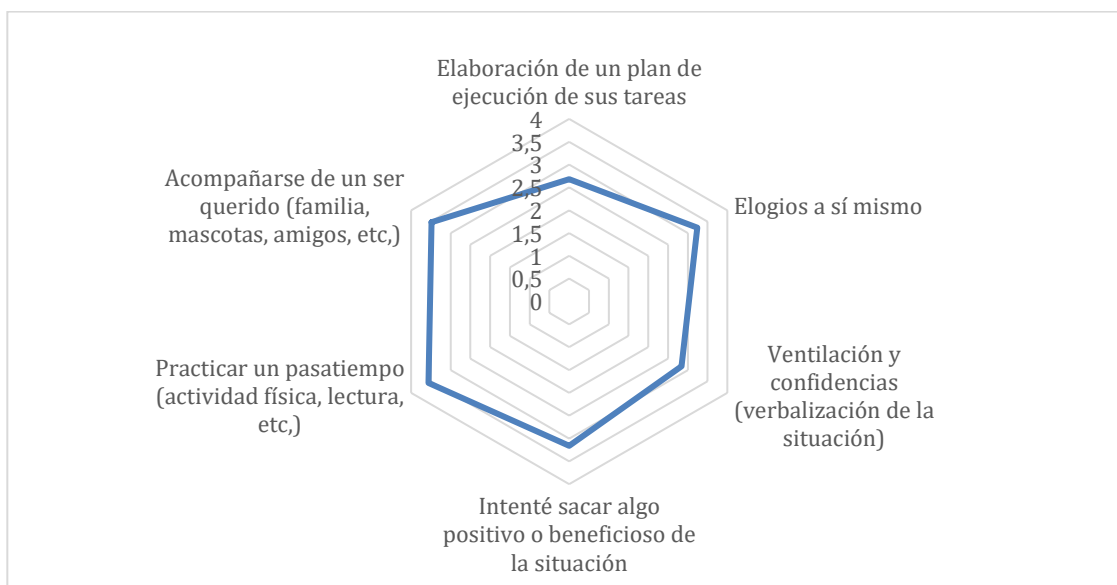 Elaboración de un plan de
ejecución de sus tareas
4
3,5
3
2,5
2
1,5
1
0,5
0
Elogios a sí mismo
Ventilación y
confidencias
(verbalización de la
situación)
Intenté sacar algo
positivo o beneficioso de
la situación
Practicar un pasatiempo
(actividad física, lectura,
etc,)
Acompañarse de un ser
querido (familia,
mascotas, amigos, etc,)